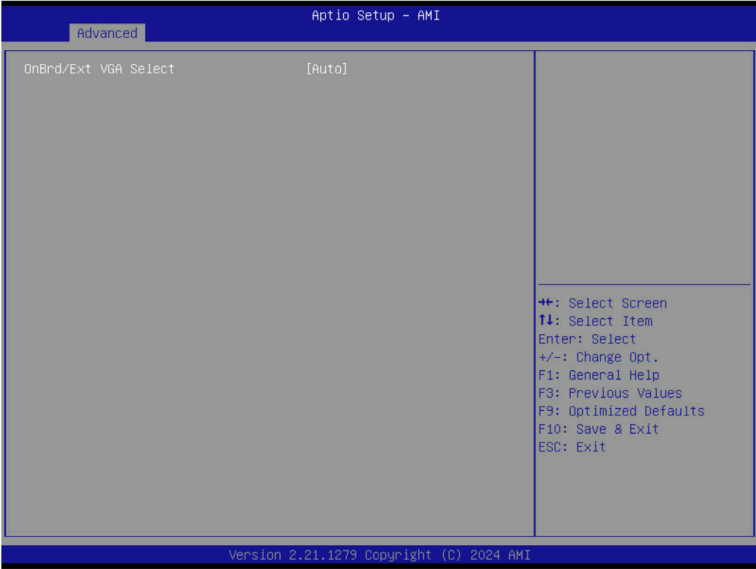 Aptio Setup – AMI
Advanced
OnBrd/Ext VGA Select [Auto]
→←: Select Screen
↑↓: Select Item
Enter: Select
+/-: Change Opt.
F1: General Help
F3: Previous Values
F9: Optimized Defaults
F10: Save & Exit
ESC: Exit
Version 2.21.1279 Copyright (C) 2024 AMI